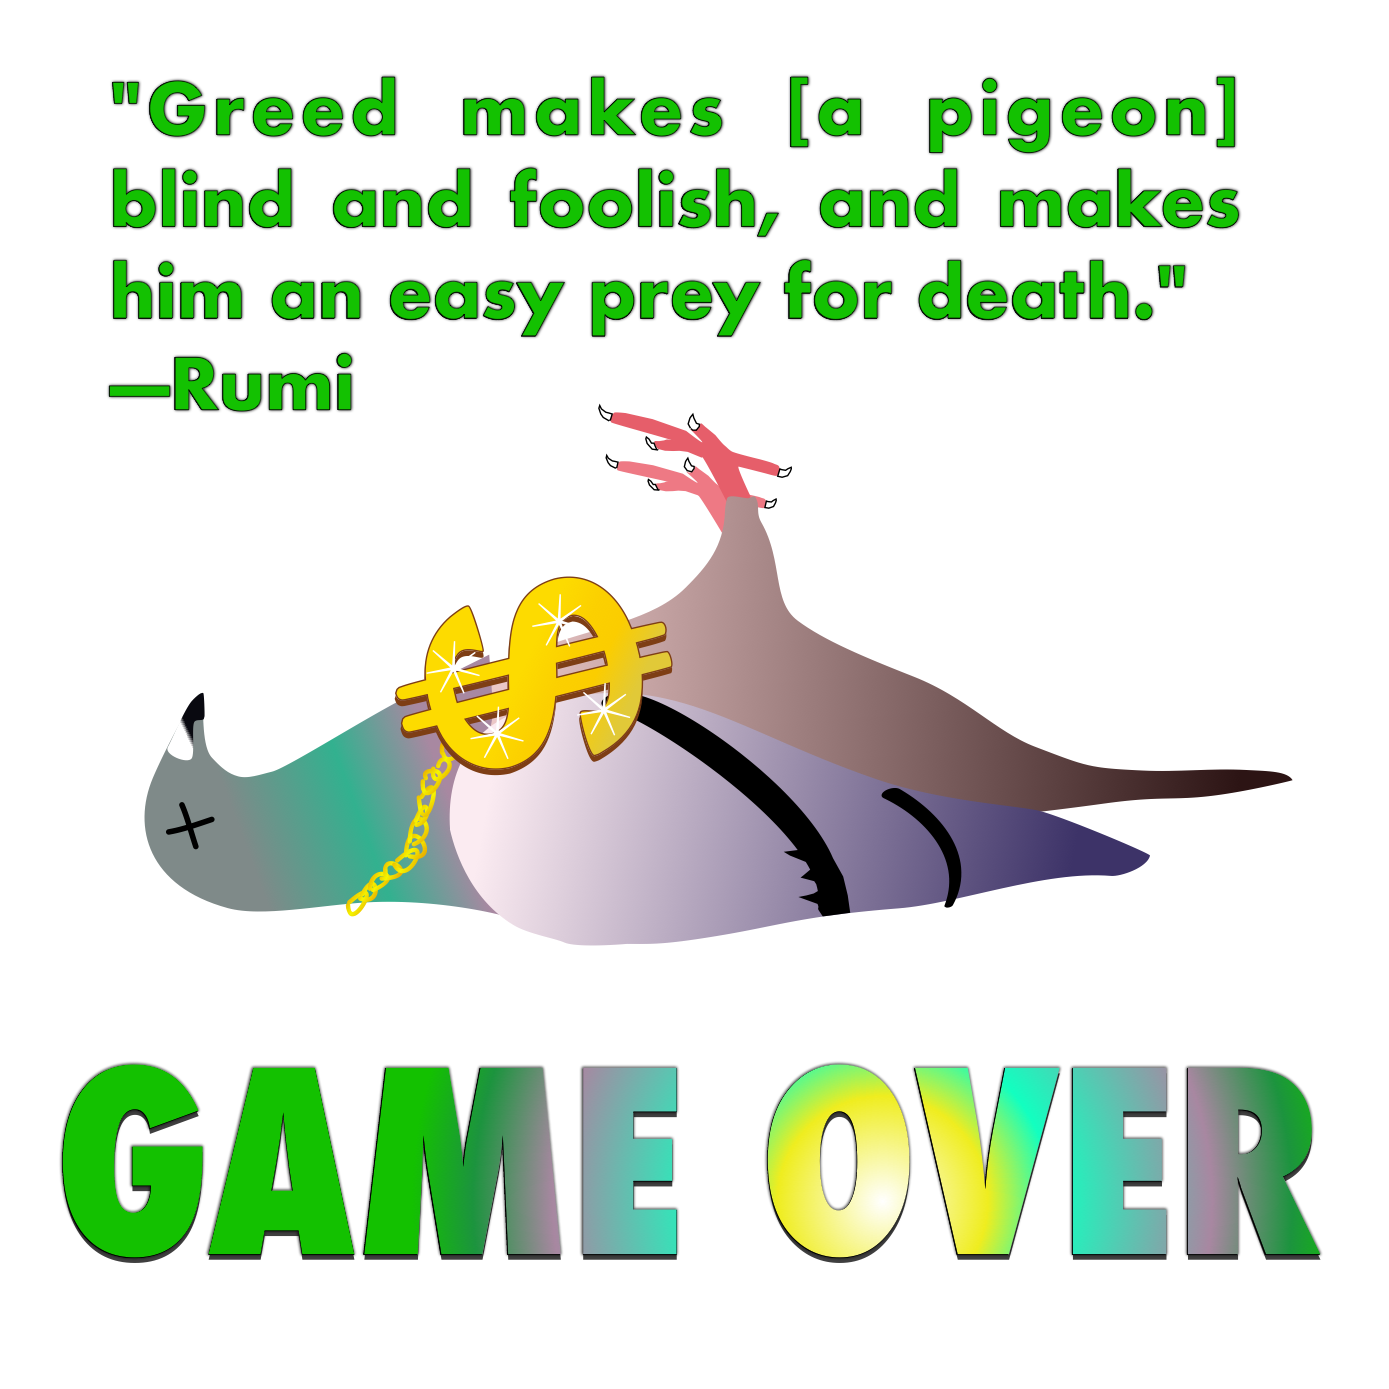 "Greed makes [a pigeon]
blind and foolish, and makes
him an easy prey for death."
—Rumi
GAME OVER